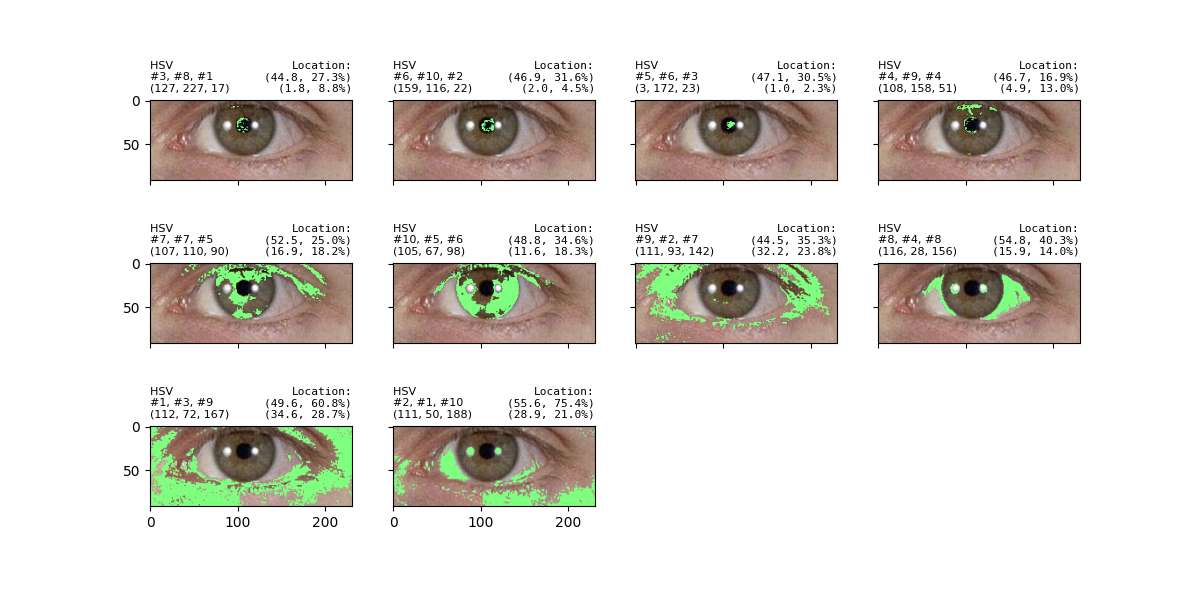 HSV Location:
#3, #8, #1 (44.8, 27.3%)
(127, 227, 17) (1.8, 8.8%)
HSV Location:
#6, #10, #2 (46.9, 31.6%)
(159, 116, 22) (2.0, 4.5%)
HSV Location:
#5, #6, #3 (47.1, 30.5%)
(3, 172, 23) (1.0, 2.3%)
HSV Location:
#4, #9, #4 (46.7, 16.9%)
(108, 158, 51) (4.9, 13.0%)
0
50
HSV Location:
#7, #7, #5 (52.5, 25.0%)
(107, 110, 90) (16.9, 18.2%)
HSV Location:
#10, #5, #6 (48.8, 34.6%)
(105, 67, 98) (11.6, 18.3%)
HSV Location:
#9, #2, #7 (44.5, 35.3%)
(111, 93, 142) (32.2, 23.8%)
HSV Location:
#8, #4, #8 (54.8, 40.3%)
(116, 28, 156) (15.9, 14.0%)
0
50
HSV Location:
#1, #3, #9 (49.6, 60.8%)
(112, 72, 167) (34.6, 28.7%)
HSV Location:
#2, #1, #10 (55.6, 75.4%)
(111, 50, 188) (28.9, 21.0%)
0
50
0 100 200
0 100 200